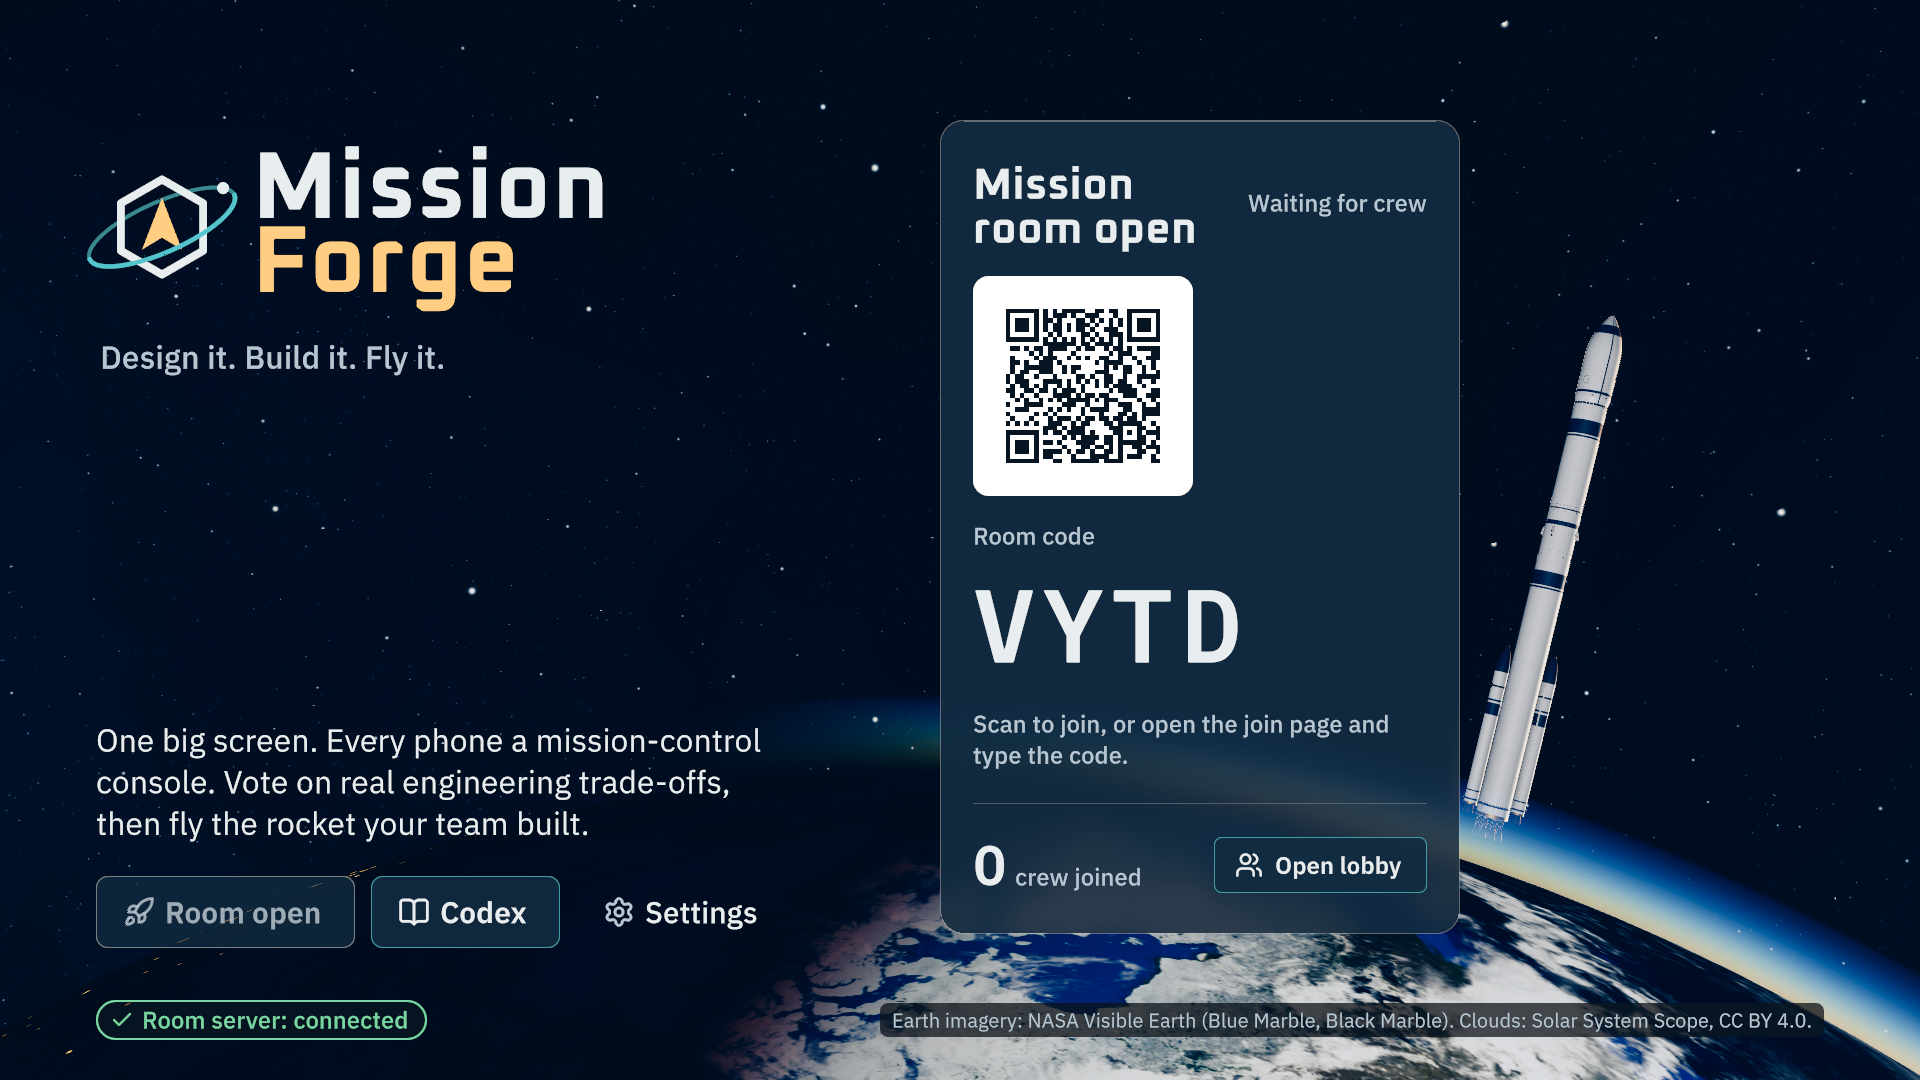 Mission
Forge
Design it. Build it. Fly it.
One big screen. Every phone a mission-control
console. Vote on real engineering trade-offs,
then fly the rocket your team built.
Room open
Codex
Settings
Room server: connected
Mission
room open
Waiting for crew
Room code
VYTD
Scan to join, or open the join page and
type the code.
0 crew joined
Open lobby
Earth imagery: NASA Visible Earth (Blue Marble, Black Marble). Clouds: Solar System Scope, CC BY 4.0.